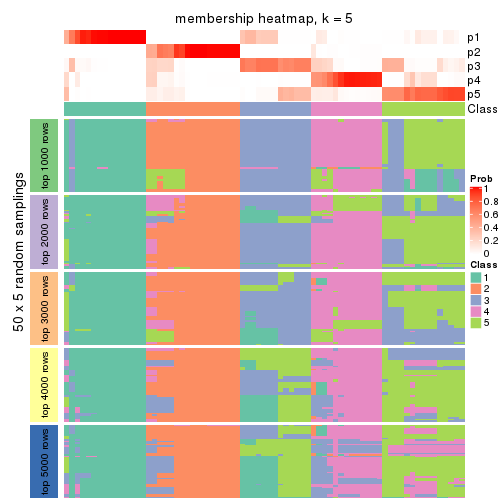 membership heatmap, k = 5
p1
p2
p3
p4
p5
Class
50 x 5 random samplings
top 1000 rows
top 2000 rows
top 3000 rows
top 4000 rows
top 5000 rows
Prob
1
0.8
0.6
0.4
0.2
0
Class
1
2
3
4
5